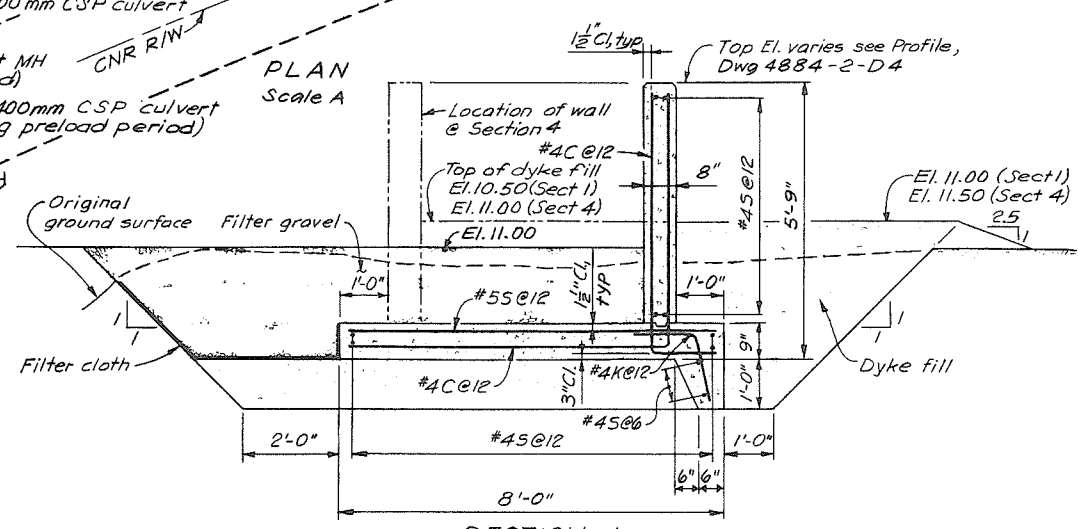 00mm CSP culvert
MH
CNR R/W
PLAN
Scale A
400mm CSP culvert
preload period)
Original
ground surface
Filter gravel
1'-0"
Filter cloth
1
1
Location of wall
@ Section 4
Top of dyke fill
El. 10.50 (Sect 1)
El. 11.00 (Sect 4)
El. 11.00
1½" Cl, typ
Top El. varies see Profile,
Dwg 4884-2-D4
#4C@12
8"
#4S@12
5'-9"
El. 11.00 (Sect 1)
El. 11.50 (Sect 4)
2.5
1
1½" Cl,
typ
1'-0"
#5S@12
#4C@12
3" Cl.
#4K@12
#4S@6
9"
1'-0"
1
1
Dyke fill
2'-0"
#4S@12
6"
6"
1'-0"
8'-0"